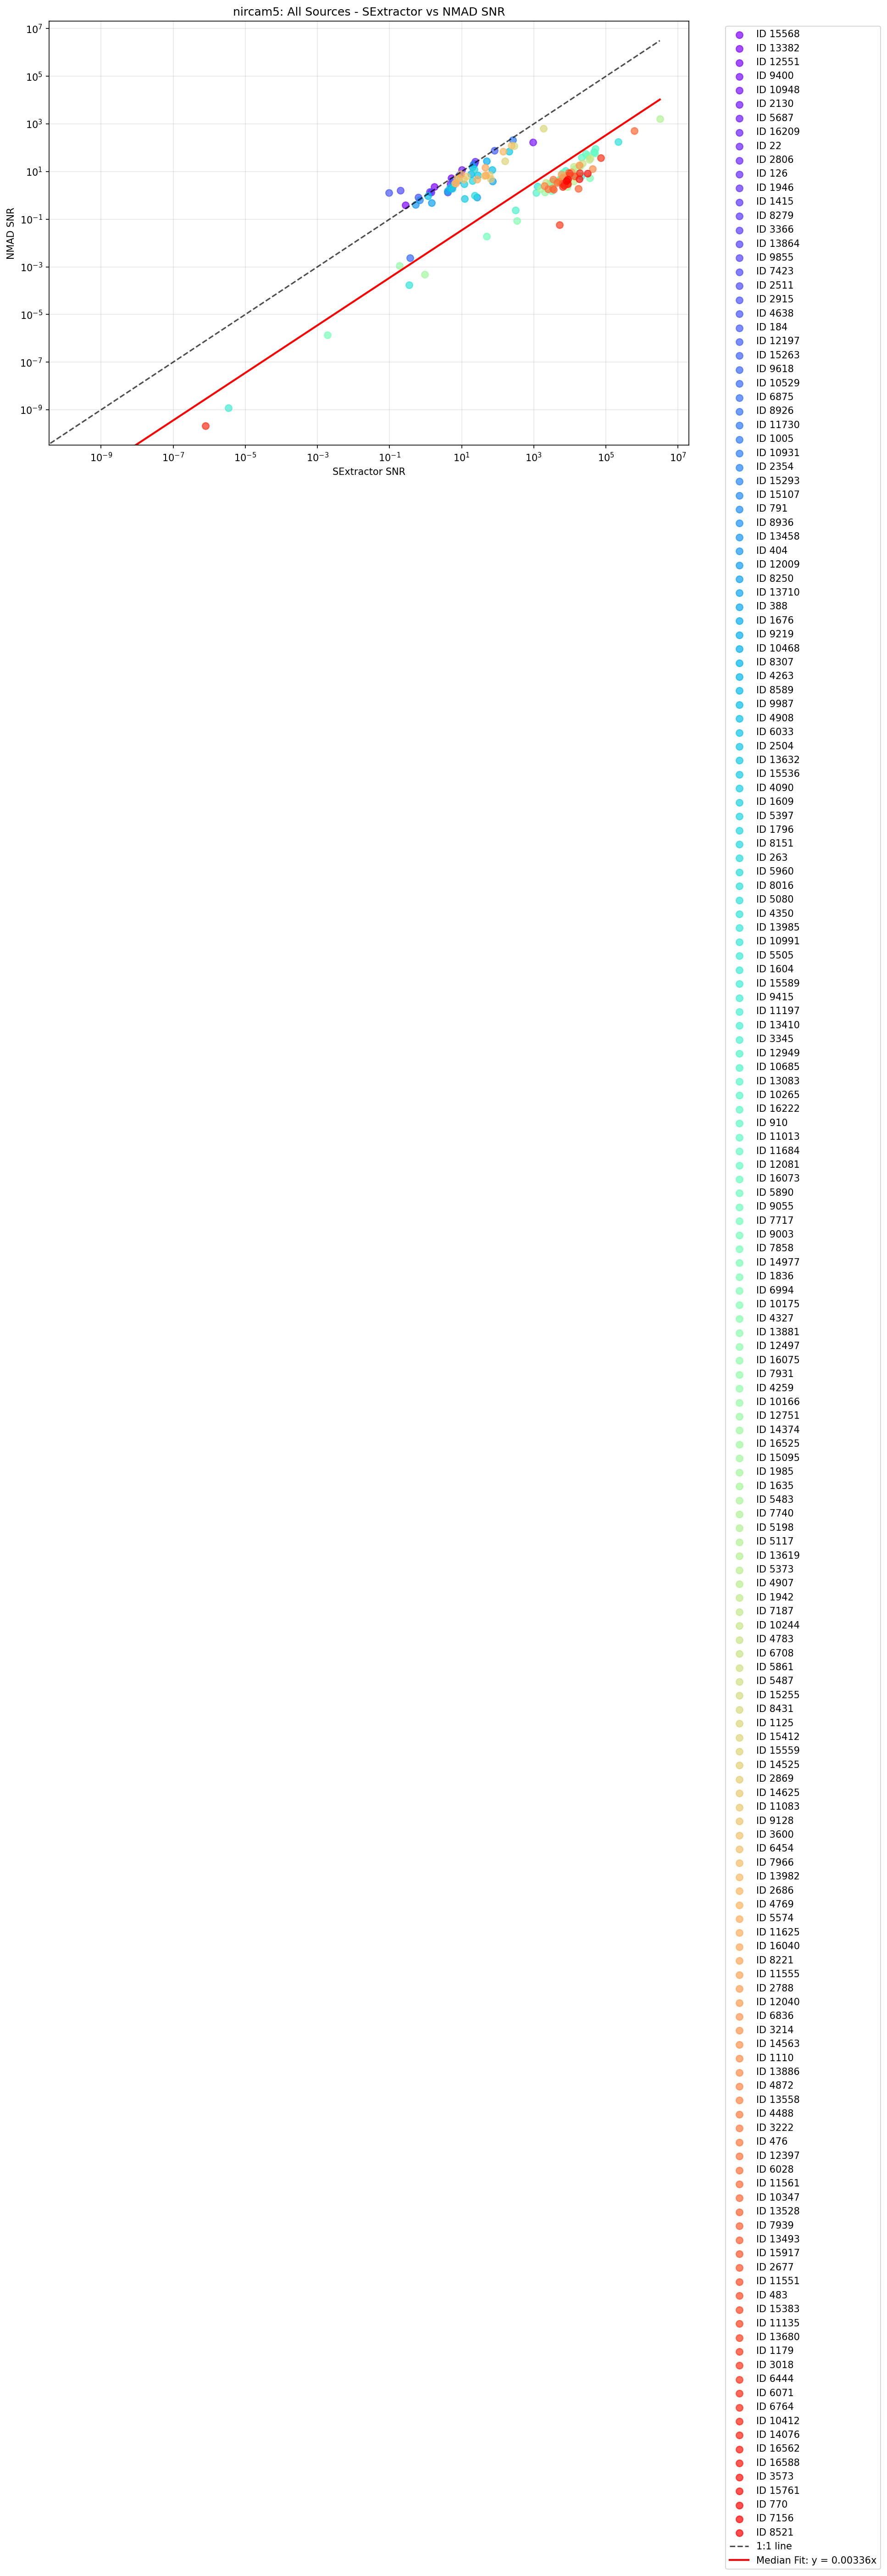 nircam5: All Sources - SExtractor vs NMAD SNR
10⁷
10⁵
10³
10¹
10⁻¹
10⁻³
10⁻⁵
10⁻⁷
10⁻⁹
NMAD SNR
10⁻⁹
10⁻⁷
10⁻⁵
10⁻³
10⁻¹
10¹
10³
10⁵
10⁷
SExtractor SNR
ID 15568
ID 13382
ID 12551
ID 9400
ID 10948
ID 2130
ID 5687
ID 16209
ID 22
ID 2806
ID 126
ID 1946
ID 1415
ID 8279
ID 3366
ID 13864
ID 9855
ID 7423
ID 2511
ID 2915
ID 4638
ID 184
ID 12197
ID 15263
ID 9618
ID 10529
ID 6875
ID 8926
ID 11730
ID 1005
ID 10931
ID 2354
ID 15293
ID 15107
ID 791
ID 8936
ID 13458
ID 404
ID 12009
ID 8250
ID 13710
ID 388
ID 1676
ID 9219
ID 10468
ID 8307
ID 4263
ID 8589
ID 9987
ID 4908
ID 6033
ID 2504
ID 13632
ID 15536
ID 4090
ID 1609
ID 5397
ID 1796
ID 8151
ID 263
ID 5960
ID 8016
ID 5080
ID 4350
ID 13985
ID 10991
ID 5505
ID 1604
ID 15589
ID 9415
ID 11197
ID 13410
ID 3345
ID 12949
ID 10685
ID 13083
ID 10265
ID 16222
ID 910
ID 11013
ID 11684
ID 12081
ID 16073
ID 5890
ID 9055
ID 7717
ID 9003
ID 7858
ID 14977
ID 1836
ID 6994
ID 10175
ID 4327
ID 13881
ID 12497
ID 16075
ID 7931
ID 4259
ID 10166
ID 12751
ID 14374
ID 16525
ID 15095
ID 1985
ID 1635
ID 5483
ID 7740
ID 5198
ID 5117
ID 13619
ID 5373
ID 4907
ID 1942
ID 7187
ID 10244
ID 4783
ID 6708
ID 5861
ID 5487
ID 15255
ID 8431
ID 1125
ID 15412
ID 15559
ID 14525
ID 2869
ID 14625
ID 11083
ID 9128
ID 3600
ID 6454
ID 7966
ID 13982
ID 2686
ID 4769
ID 5574
ID 11625
ID 16040
ID 8221
ID 11555
ID 2788
ID 12040
ID 6836
ID 3214
ID 14563
ID 1110
ID 13886
ID 4872
ID 13558
ID 4488
ID 3222
ID 476
ID 12397
ID 6028
ID 11561
ID 10347
ID 13528
ID 7939
ID 13493
ID 15917
ID 2677
ID 11551
ID 483
ID 15383
ID 11135
ID 13680
ID 1179
ID 3018
ID 6444
ID 6071
ID 6764
ID 10412
ID 14076
ID 16562
ID 16588
ID 3573
ID 15761
ID 770
ID 7156
ID 8521
1:1 line
Median Fit: y = 0.00336x